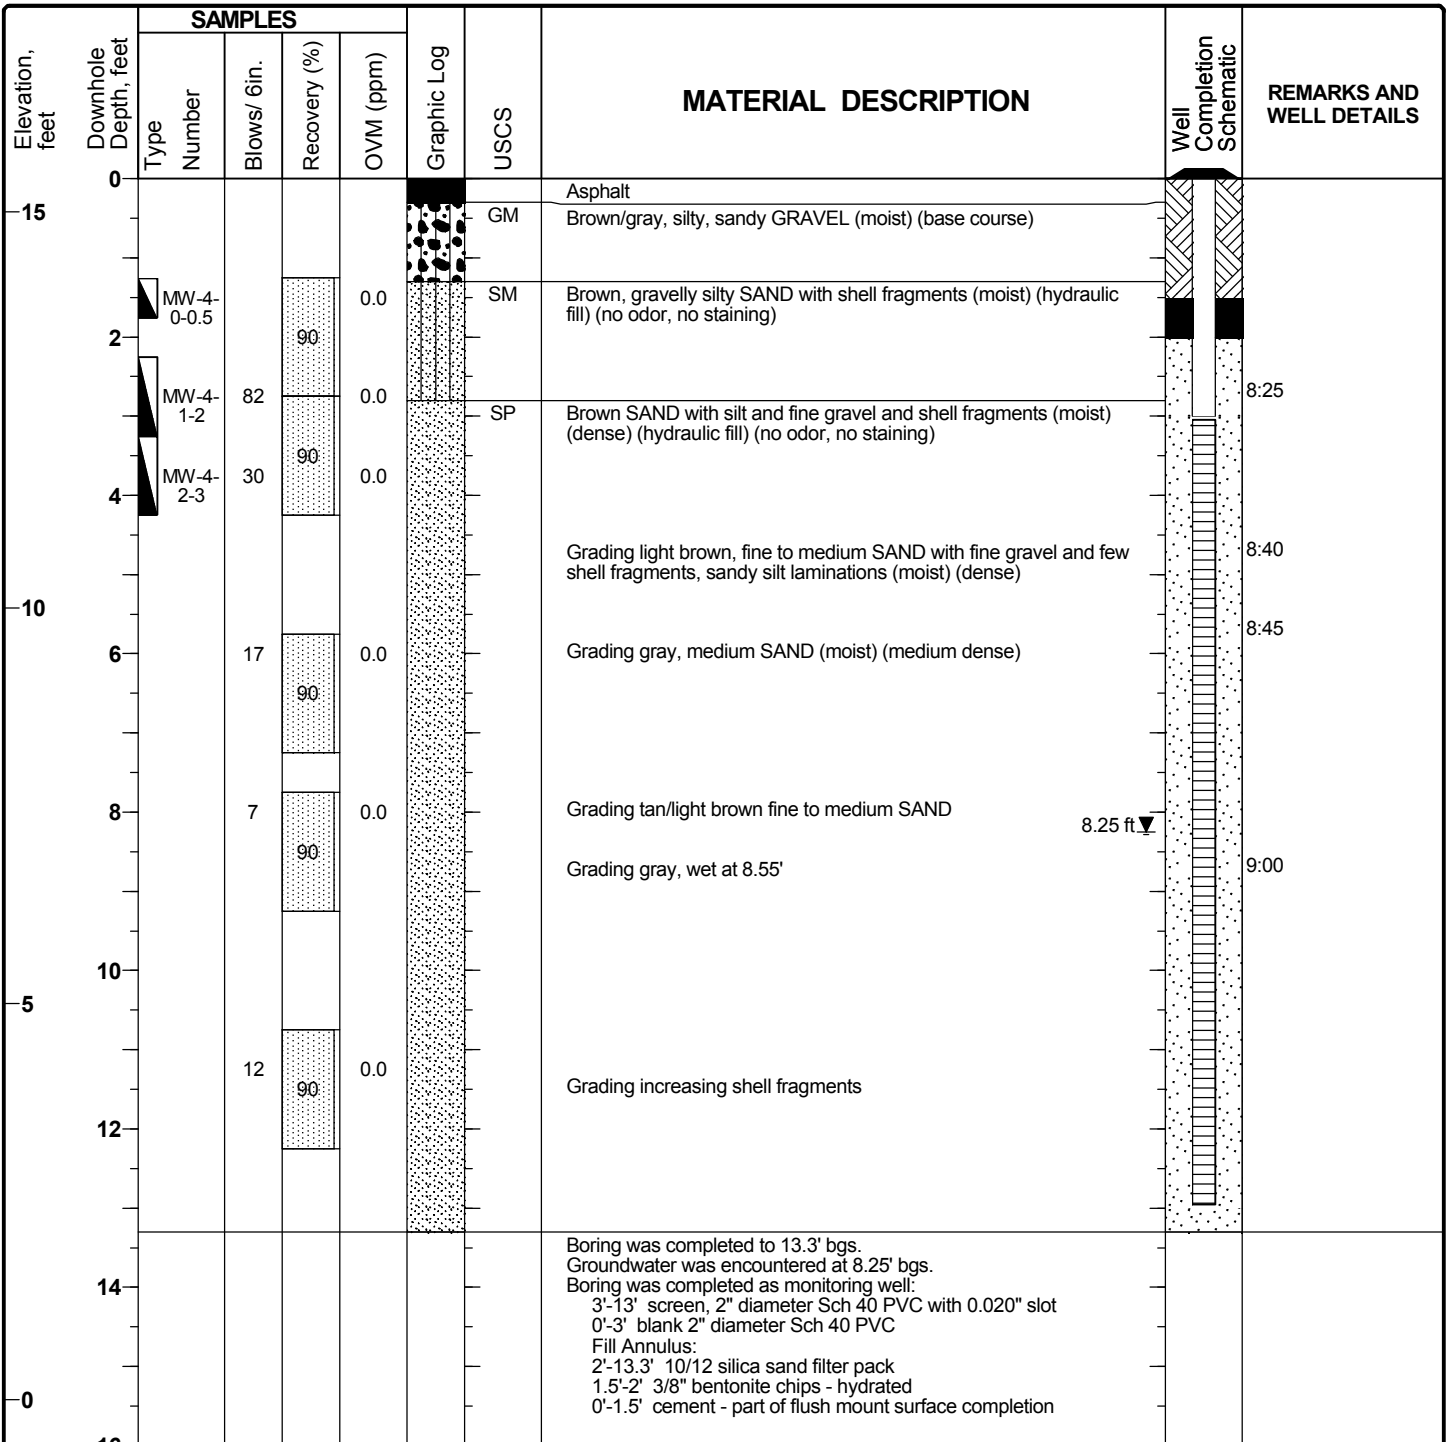 SAMPLES
Elevation, feet
Downhole Depth, feet
Type
Number
Blows/ 6in.
Recovery (%)
OVM (ppm)
Graphic Log
USCS
MATERIAL DESCRIPTION
Well Completion Schematic
REMARKS AND
WELL DETAILS
0
Asphalt
15
GM
Brown/gray, silty, sandy GRAVEL (moist) (base course)
MW-4-
0-0.5
0.0
SM
Brown, gravelly silty SAND with shell fragments (moist) (hydraulic
fill) (no odor, no staining)
2
90
MW-4-
1-2
82
0.0
8:25
SP
Brown SAND with silt and fine gravel and shell fragments (moist)
(dense) (hydraulic fill) (no odor, no staining)
90
MW-4-
2-3
30
0.0
4
Grading light brown, fine to medium SAND with fine gravel and few
shell fragments, sandy silt laminations (moist) (dense)
8:40
10
8:45
6
17
0.0
Grading gray, medium SAND (moist) (medium dense)
90
8
7
0.0
Grading tan/light brown fine to medium SAND
8.25 ft
90
Grading gray, wet at 8.55'
9:00
10
5
12
0.0
90
Grading increasing shell fragments
12
Boring was completed to 13.3' bgs.
Groundwater was encountered at 8.25' bgs.
14
Boring was completed as monitoring well:
3'-13' screen, 2" diameter Sch 40 PVC with 0.020" slot
0'-3' blank 2" diameter Sch 40 PVC
Fill Annulus:
2'-13.3' 10/12 silica sand filter pack
1.5'-2' 3/8" bentonite chips - hydrated
0
0'-1.5' cement - part of flush mount surface completion